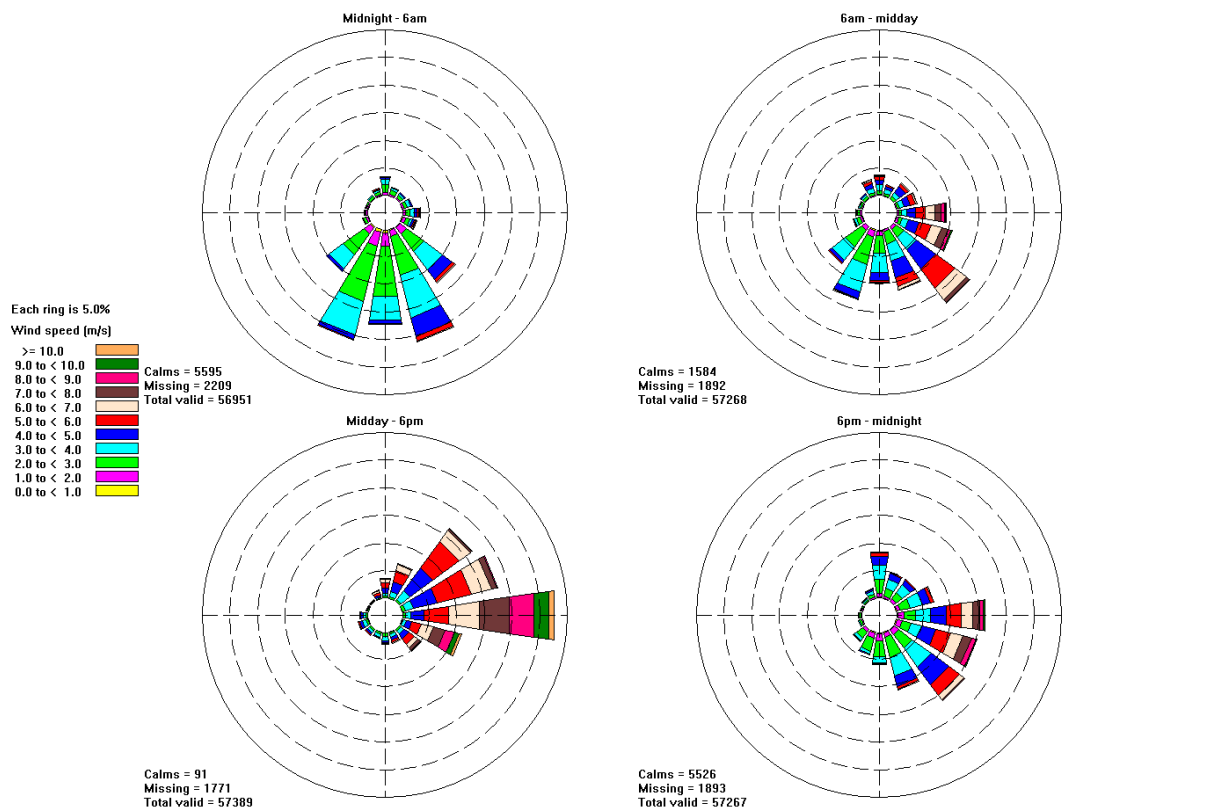 Midnight - 6am
6am - midday
Each ring is 5.0%
Wind speed (m/s)
>= 10.0
9.0 to < 10.0
8.0 to < 9.0
7.0 to < 8.0
6.0 to < 7.0
5.0 to < 6.0
4.0 to < 5.0
3.0 to < 4.0
2.0 to < 3.0
1.0 to < 2.0
0.0 to < 1.0
Calms = 5595
Missing = 2209
Total valid = 56951
Calms = 1584
Missing = 1892
Total valid = 57268
Midday - 6pm
6pm - midnight
Calms = 91
Missing = 1771
Total valid = 57389
Calms = 5526
Missing = 1893
Total valid = 57267